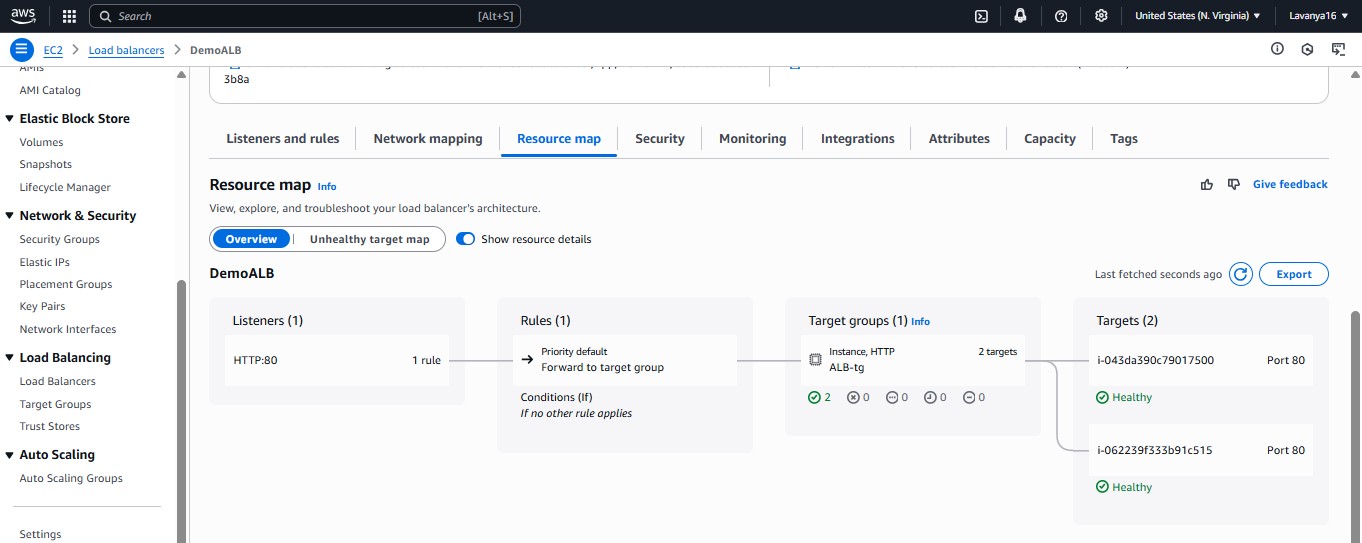 aws
Search [Alt+S]
United States (N. Virginia)
Lavanya16
EC2 > Load balancers > DemoALB
AMIs
AMI Catalog
Elastic Block Store
Volumes
Snapshots
Lifecycle Manager
Network & Security
Security Groups
Elastic IPs
Placement Groups
Key Pairs
Network Interfaces
Load Balancing
Load Balancers
Target Groups
Trust Stores
Auto Scaling
Auto Scaling Groups
Settings
3b8a
Listeners and rules
Network mapping
Resource map
Security
Monitoring
Integrations
Attributes
Capacity
Tags
Resource map Info
Give feedback
View, explore, and troubleshoot your load balancer's architecture.
Overview
Unhealthy target map
Show resource details
DemoALB
Last fetched seconds ago
Export
Listeners (1)
HTTP:80 1 rule
Rules (1)
Priority default
Forward to target group
Conditions (If)
If no other rule applies
Target groups (1) Info
Instance, HTTP 2 targets
ALB-tg
2 0 0 0 0
Targets (2)
i-043da390c79017500 Port 80
Healthy
i-062239f333b91c515 Port 80
Healthy